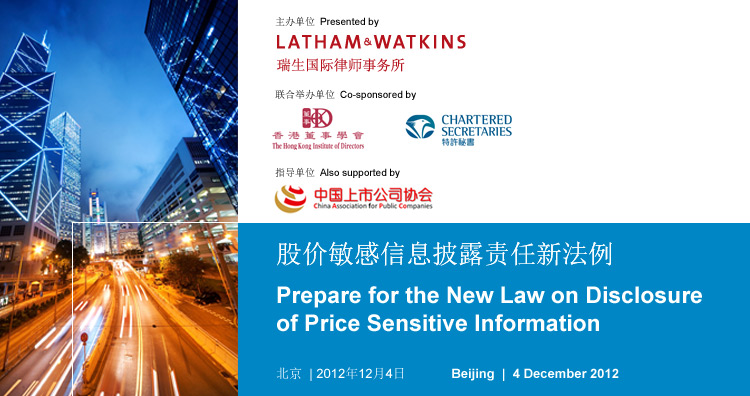 主办单位 Presented by
LATHAM&WATKINS
瑞生国际律师事务所
联合举办单位 Co-sponsored by
香港董事學會
The Hong Kong Institute of Directors
CHARTERED
SECRETARIES
特許秘書
指导单位 Also supported by
中国上市公司协会
China Association for Public Companies
股价敏感信息披露责任新法例
Prepare for the New Law on Disclosure
of Price Sensitive Information
北京 | 2012年12月4日 Beijing | 4 December 2012